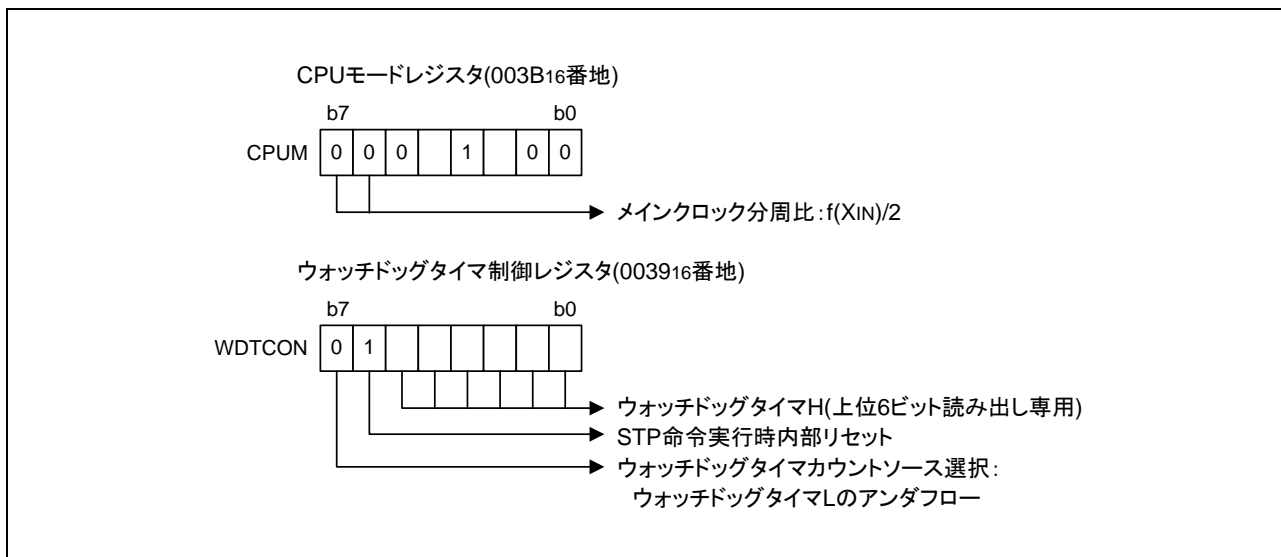 CPUモードレジスタ(003B16番地)
b7 b0
CPUM 0 0 0 1 0 0
メインクロック分周比:f(XIN)/2
ウォッチドッグタイマ制御レジスタ(003916番地)
b7 b0
WDTCON 0 1
ウォッチドッグタイマH(上位6ビット読み出し専用)
STP命令実行時内部リセット
ウォッチドッグタイマカウントソース選択:
ウォッチドッグタイマLのアンダフロー